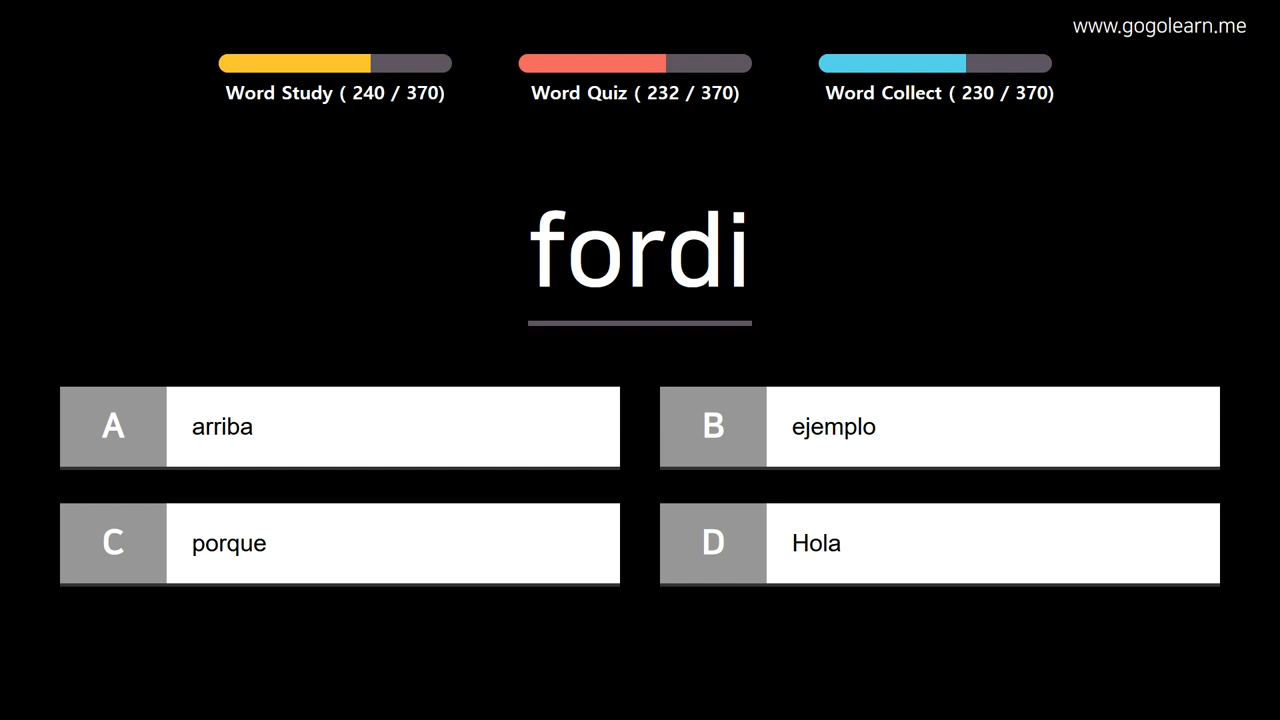 www.gogolearn.me
Word Study ( 240 / 370)
Word Quiz ( 232 / 370)
Word Collect ( 230 / 370)
fordi
A arriba
B ejemplo
C porque
D Hola